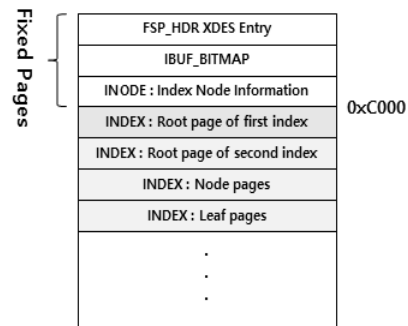 Fixed Pages
FSP_HDR XDES Entry
IBUF_BITMAP
INODE : Index Node Information
0xC000
INDEX : Root page of first index
INDEX : Root page of second index
INDEX : Node pages
INDEX : Leaf pages
.
.
.